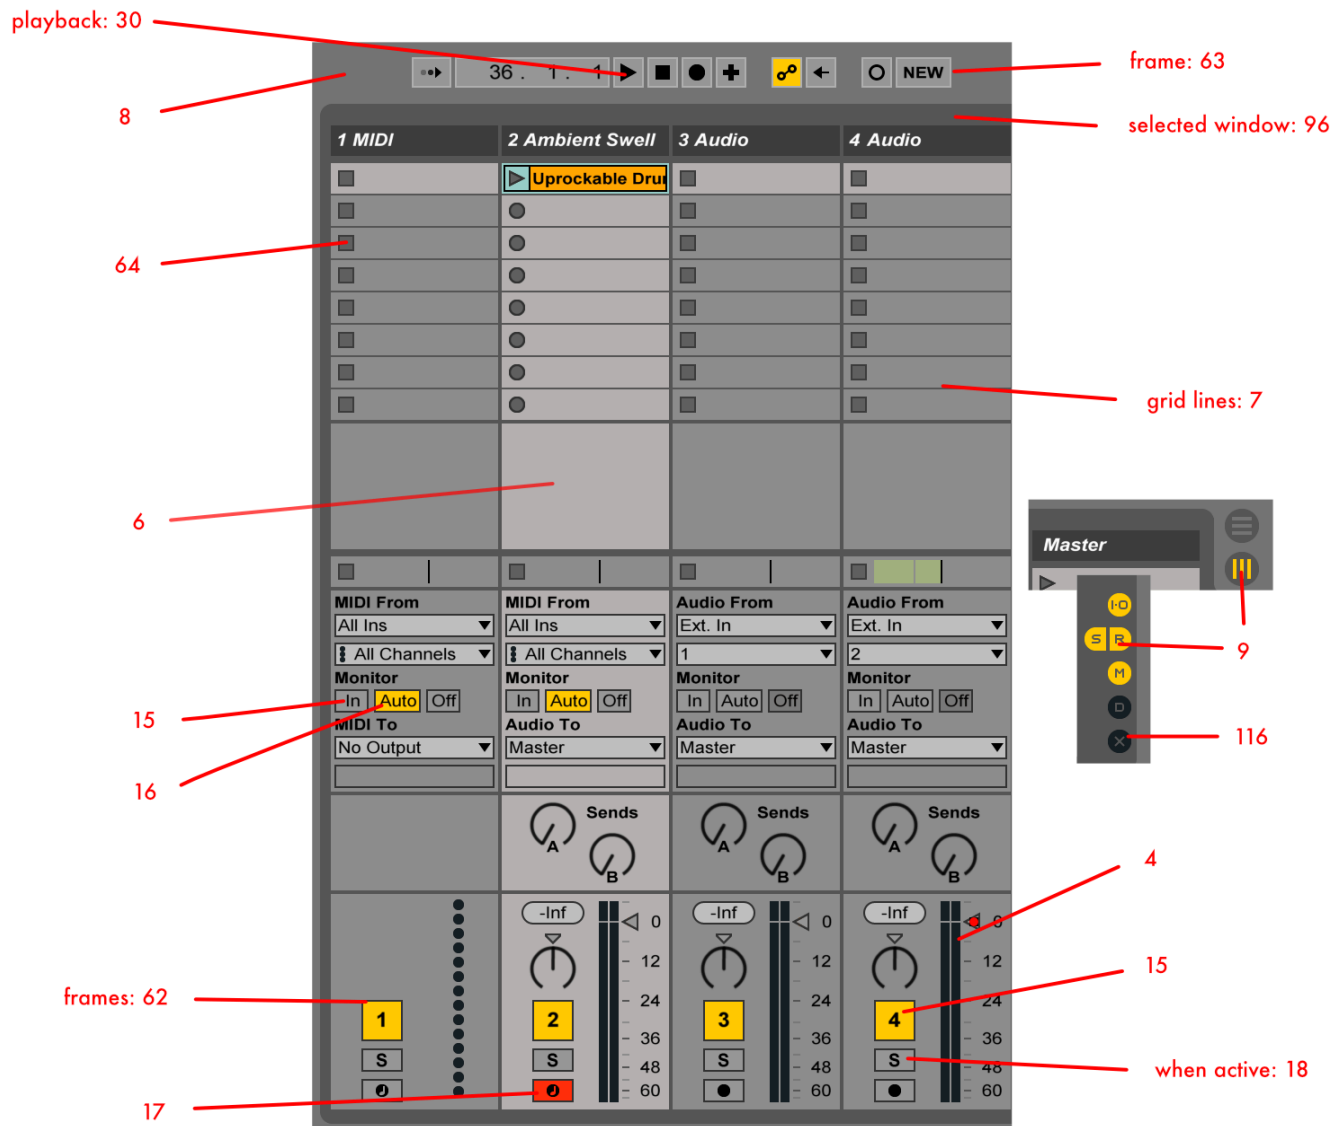 playback: 30
36. 1. 1
NEW
frame: 63
8
selected window: 96
1 MIDI
2 Ambient Swell
3 Audio
4 Audio
Uprockable Dru
64
grid lines: 7
6
Master
I·O
S R
M
D
X
9
116
MIDI From
All Ins
All Channels
Monitor
In Auto Off
MIDI To
No Output
MIDI From
All Ins
All Channels
Monitor
In Auto Off
Audio To
Master
Audio From
Ext. In
1
Monitor
In Auto Off
Audio To
Master
Audio From
Ext. In
2
Monitor
In Auto Off
Audio To
Master
15
16
Sends
A
B
Sends
A
B
Sends
A
B
4
-Inf
0
12
24
36
48
60
-Inf
0
12
24
36
48
60
-Inf
0
12
24
36
48
60
15
frames: 62
1
S
2
S
3
S
4
S
when active: 18
17